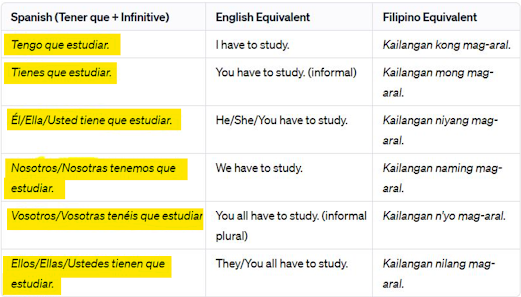 Spanish (Tener que + Infinitive) English Equivalent Filipino Equivalent
Tengo que estudiar. I have to study. Kailangan kong mag-aral.
Tienes que estudiar. You have to study. (informal) Kailangan mong mag-
aral.
Él/Ella/Usted tiene que estudiar. He/She/You have to study. Kailangan niyang mag-
aral.
Nosotros/Nosotras tenemos que We have to study. Kailangan naming mag-
estudiar. aral.
Vosotros/Vosotras tenéis que estudiar You all have to study. (informal Kailangan n'yo mag-aral.
plural)
Ellos/Ellas/Ustedes tienen que They/You all have to study. Kailangan nilang mag-
estudiar. aral.